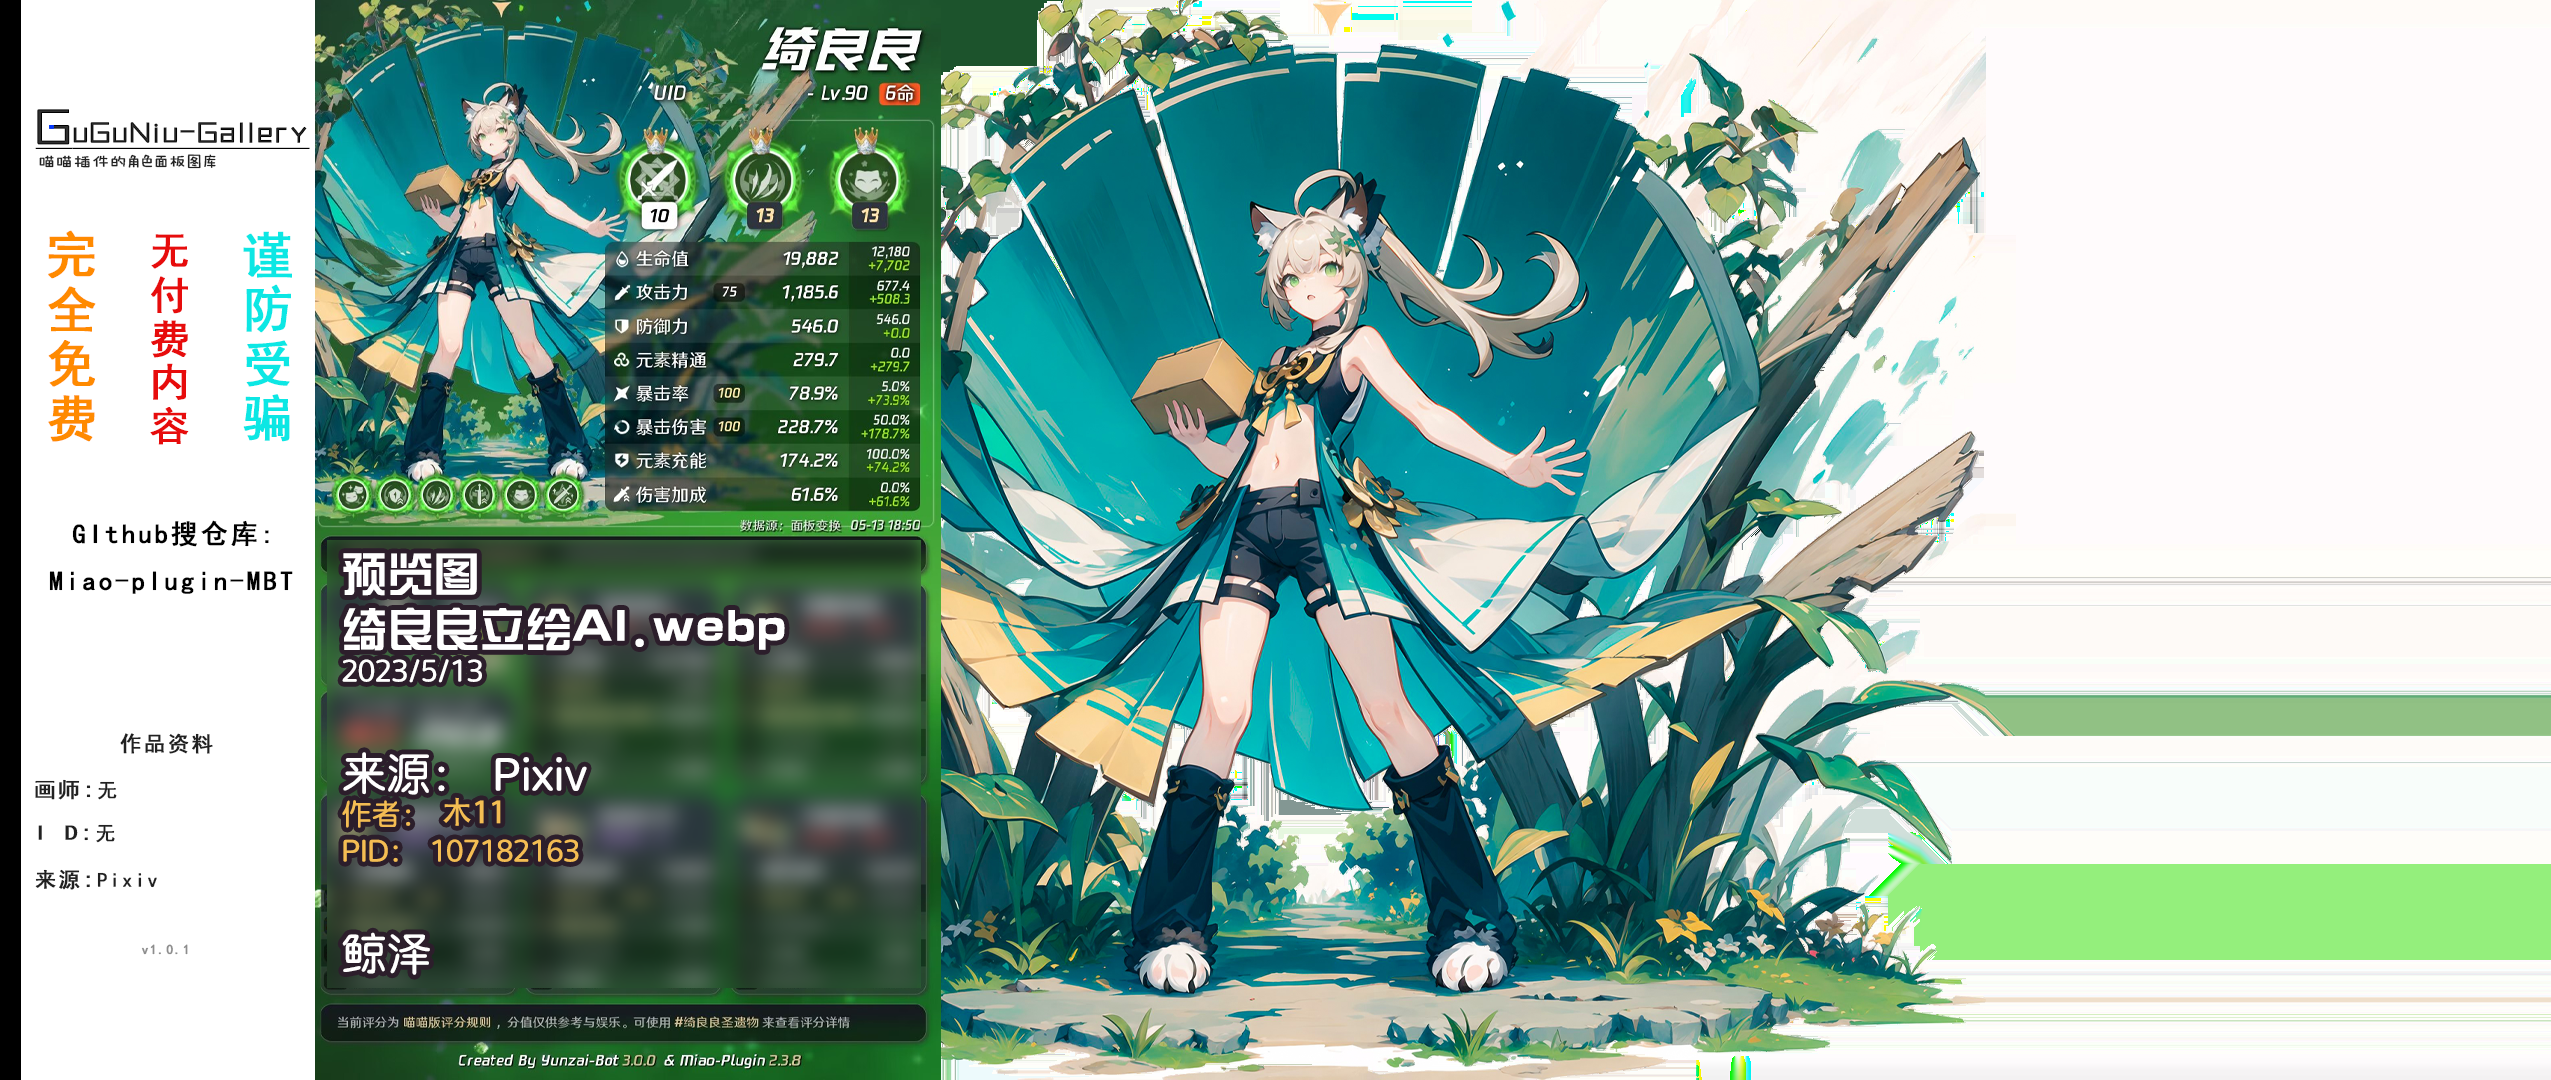 GuGuNiu-Gallery
喵喵插件的角色面板图库
完全免费
无付费内容
谨防受骗
GIthub搜仓库:
Miao-plugin-MBT
作品资料
画师:无
I D:无
来源:Pixiv
v1.0.1
绮良良
UID - Lv.90 6命
10 13 13
生命值 19,882 12,180 +7,702
攻击力 75 1,185.6 677.4 +508.3
防御力 546.0 546.0 +0.0
元素精通 279.7 0.0 +279.7
暴击率 100 78.9% 5.0% +73.9%
暴击伤害 100 228.7% 50.0% +178.7%
元素充能 174.2% 100.0% +74.2%
伤害加成 61.6% 0.0% +61.6%
数据源：面板变换 05-13 18:50
预览图
绮良良立绘AI.webp
2023/5/13
来源： Pixiv
作者： 木11
PID： 107182163
鲸泽
当前评分为 喵喵版评分规则 ，分值仅供参考与娱乐。可使用 #绮良良圣遗物 来查看评分详情
Created By Yunzai-Bot 3.0.0 & Miao-Plugin 2.3.8